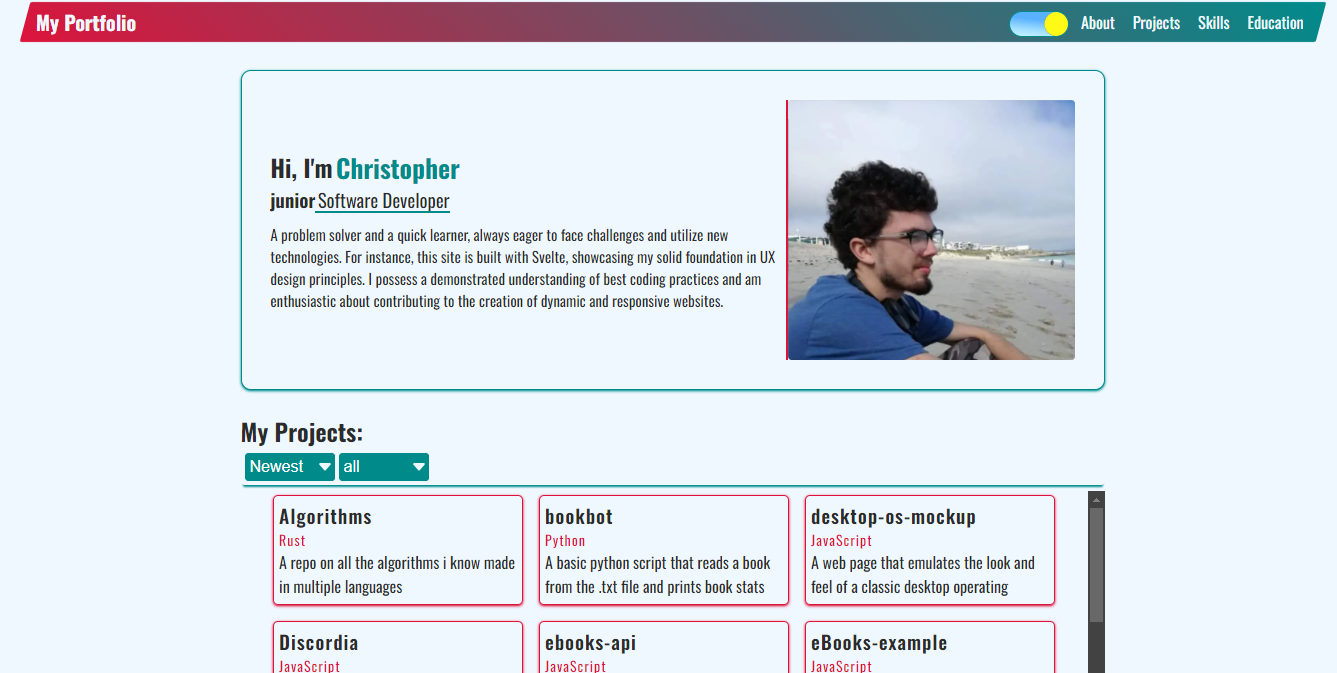 My Portfolio
About Projects Skills Education
Hi, I'm Christopher
junior Software Developer
A problem solver and a quick learner, always eager to face challenges and utilize new
technologies. For instance, this site is built with Svelte, showcasing my solid foundation in UX
design principles. I possess a demonstrated understanding of best coding practices and am
enthusiastic about contributing to the creation of dynamic and responsive websites.
My Projects:
Newest all
Algorithms
Rust
A repo on all the algorithms i know made
in multiple languages
bookbot
Python
A basic python script that reads a book
from the .txt file and prints book stats
desktop-os-mockup
JavaScript
A web page that emulates the look and
feel of a classic desktop operating
Discordia
JavaScript
ebooks-api
JavaScript
eBooks-example
JavaScript